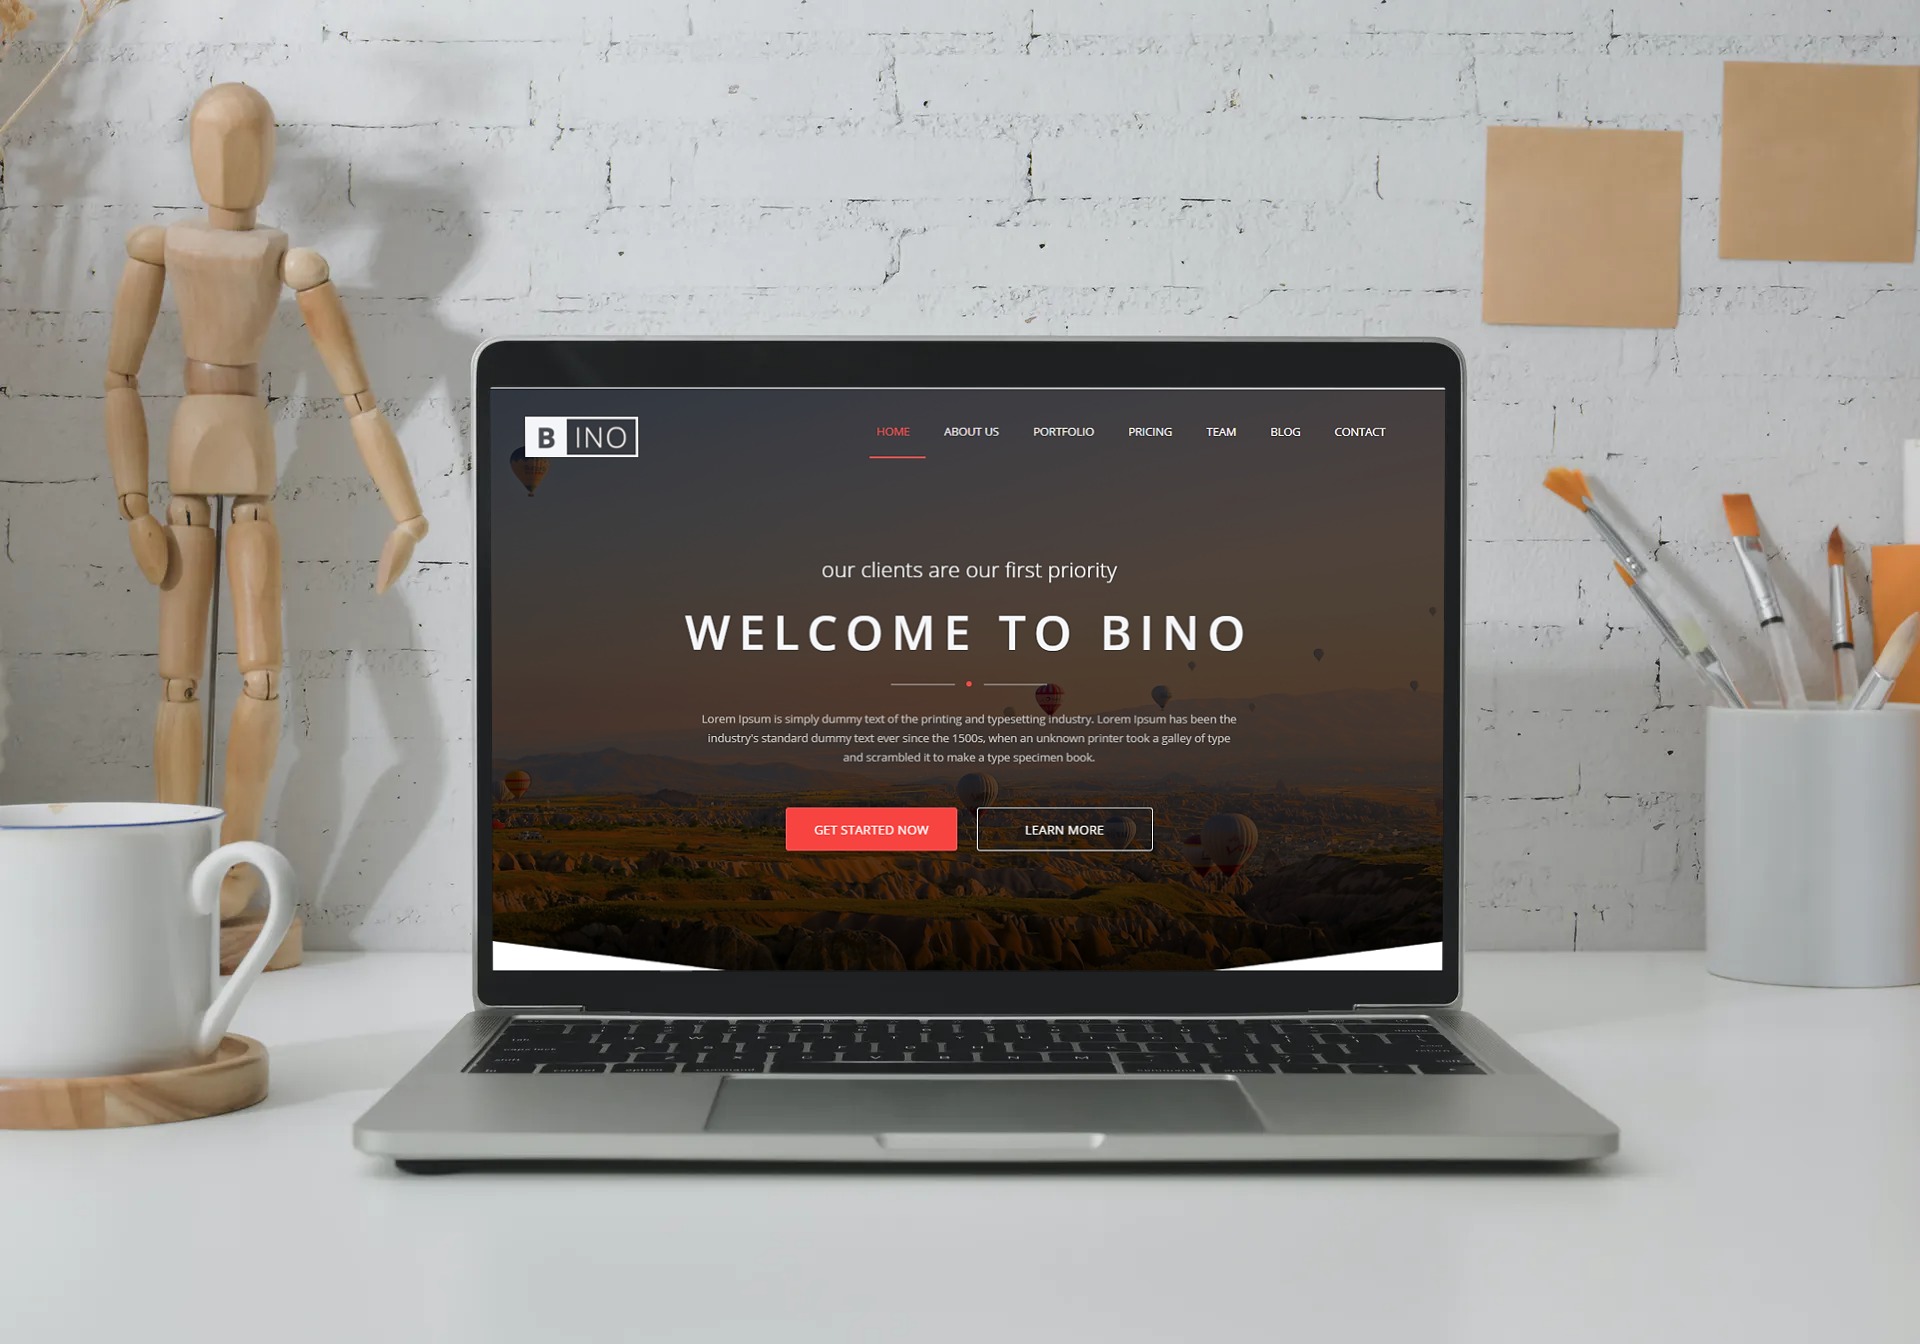 BINO
HOME ABOUT US PORTFOLIO PRICING TEAM BLOG CONTACT
our clients are our first priority
WELCOME TO BINO
Lorem Ipsum is simply dummy text of the printing and typesetting industry. Lorem Ipsum has been the
industry's standard dummy text ever since the 1500s, when an unknown printer took a galley of type
and scrambled it to make a type specimen book.
GET STARTED NOW LEARN MORE